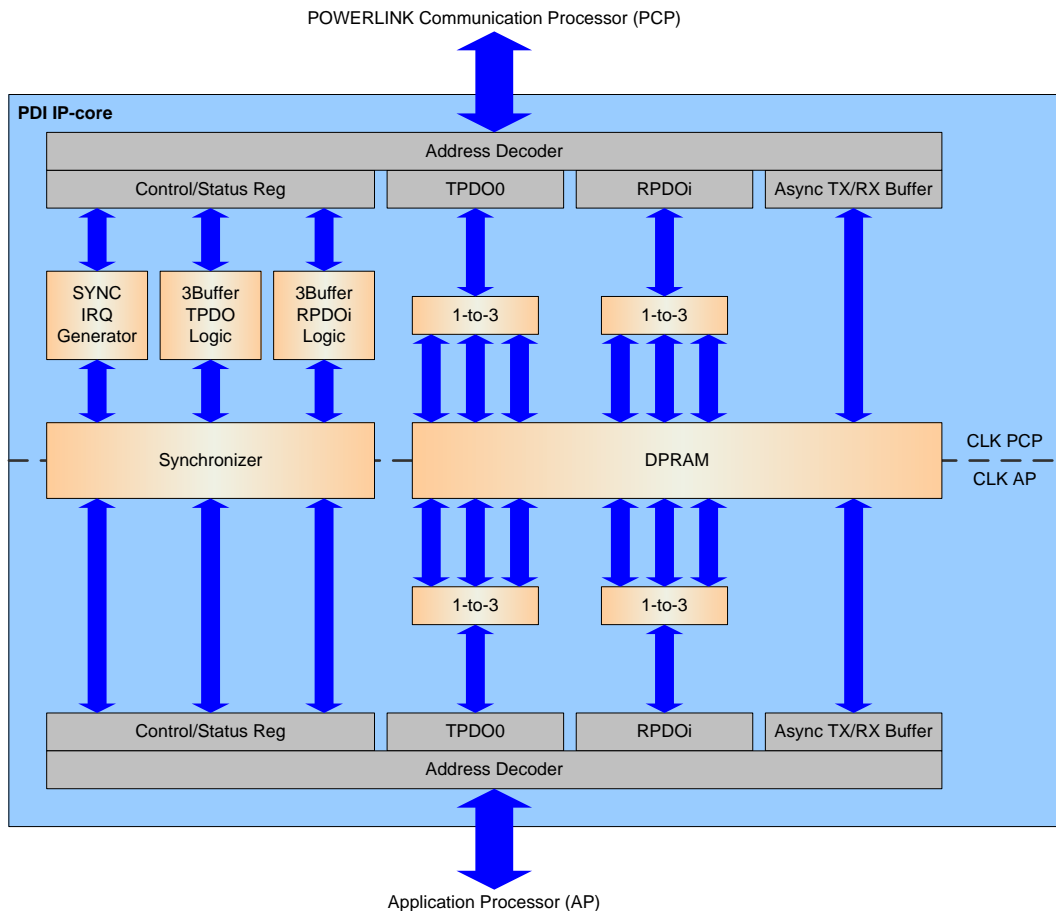 POWERLINK Communication Processor (PCP)
PDI IP-core
Address Decoder
Control/Status Reg
TPDO0
RPDOi
Async TX/RX Buffer
SYNC
IRQ
Generator
3Buffer
TPDO
Logic
3Buffer
RPDOi
Logic
1-to-3
1-to-3
Synchronizer
DPRAM
CLK PCP
CLK AP
1-to-3
1-to-3
Control/Status Reg
TPDO0
RPDOi
Async TX/RX Buffer
Address Decoder
Application Processor (AP)